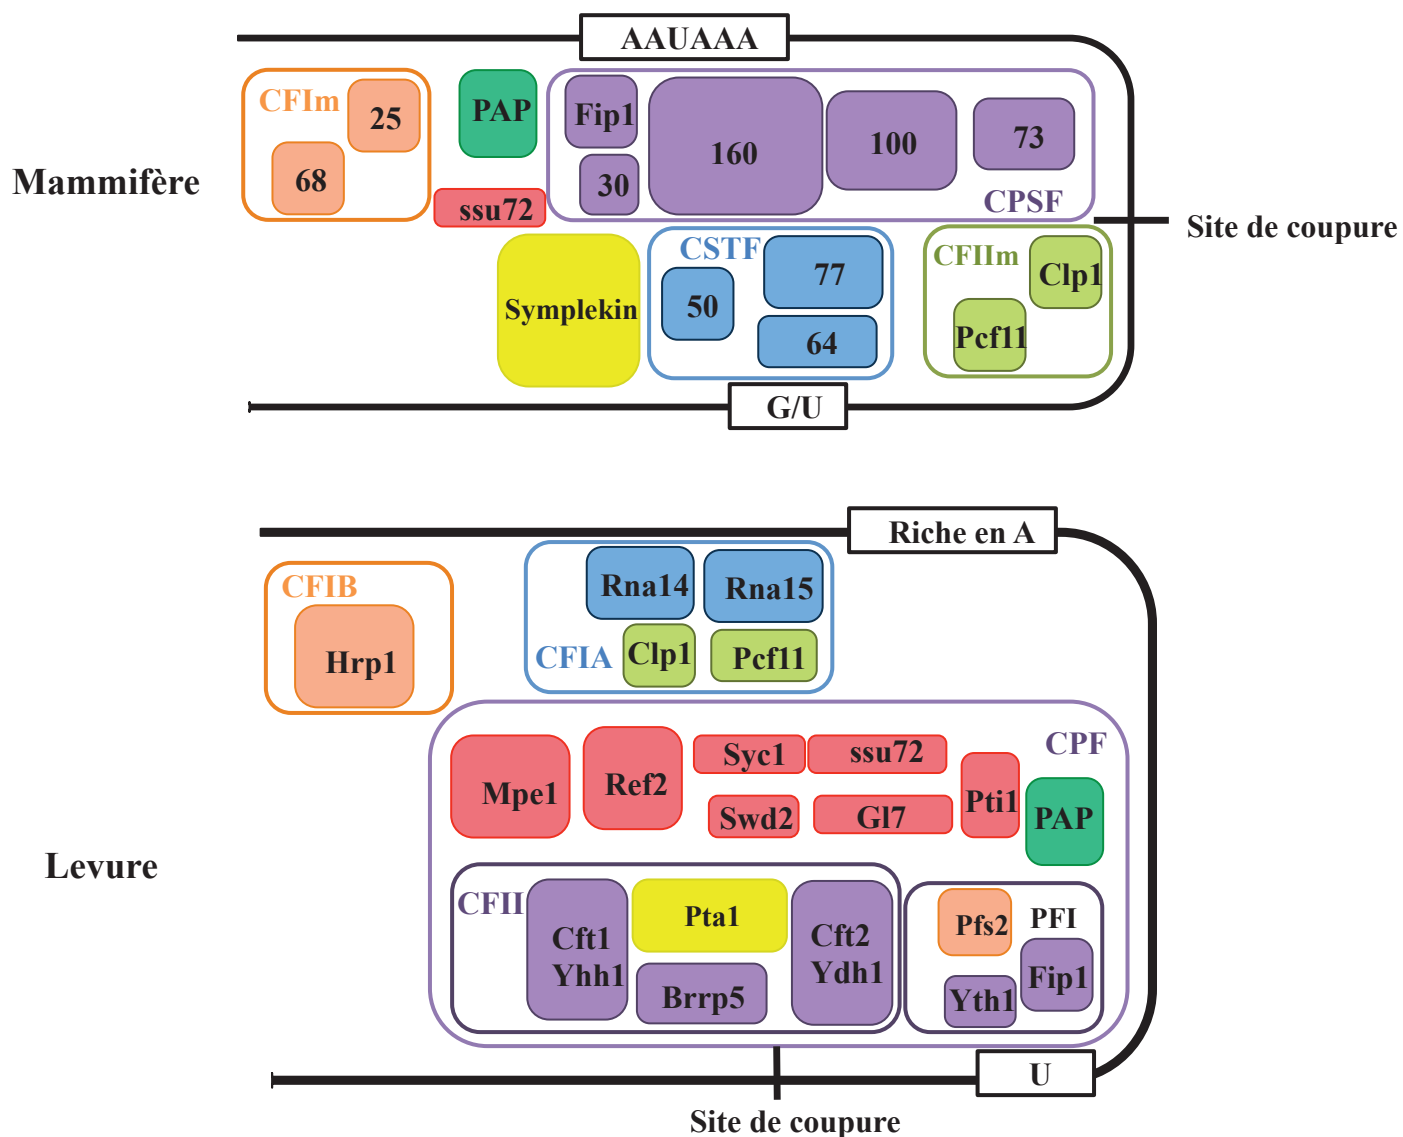 AAUAAA
CFIm
25
PAP
Fip1
160
100
73
Mammifère
68
30
ssu72
CPSF
Site de coupure
CSTF
CFIIm
Symplekin
50
77
Clp1
64
Pcf11
G/U
Riche en A
CFIB
Rna14
Rna15
Hrp1
CFIA
Clp1
Pcf11
CPF
Mpe1
Ref2
Syc1
ssu72
Pti1
PAP
Swd2
Gl7
Levure
CFII
Cft1
Yhh1
Pta1
Cft2
Ydh1
Pfs2
PFI
Brrp5
Yth1
Fip1
U
Site de coupure